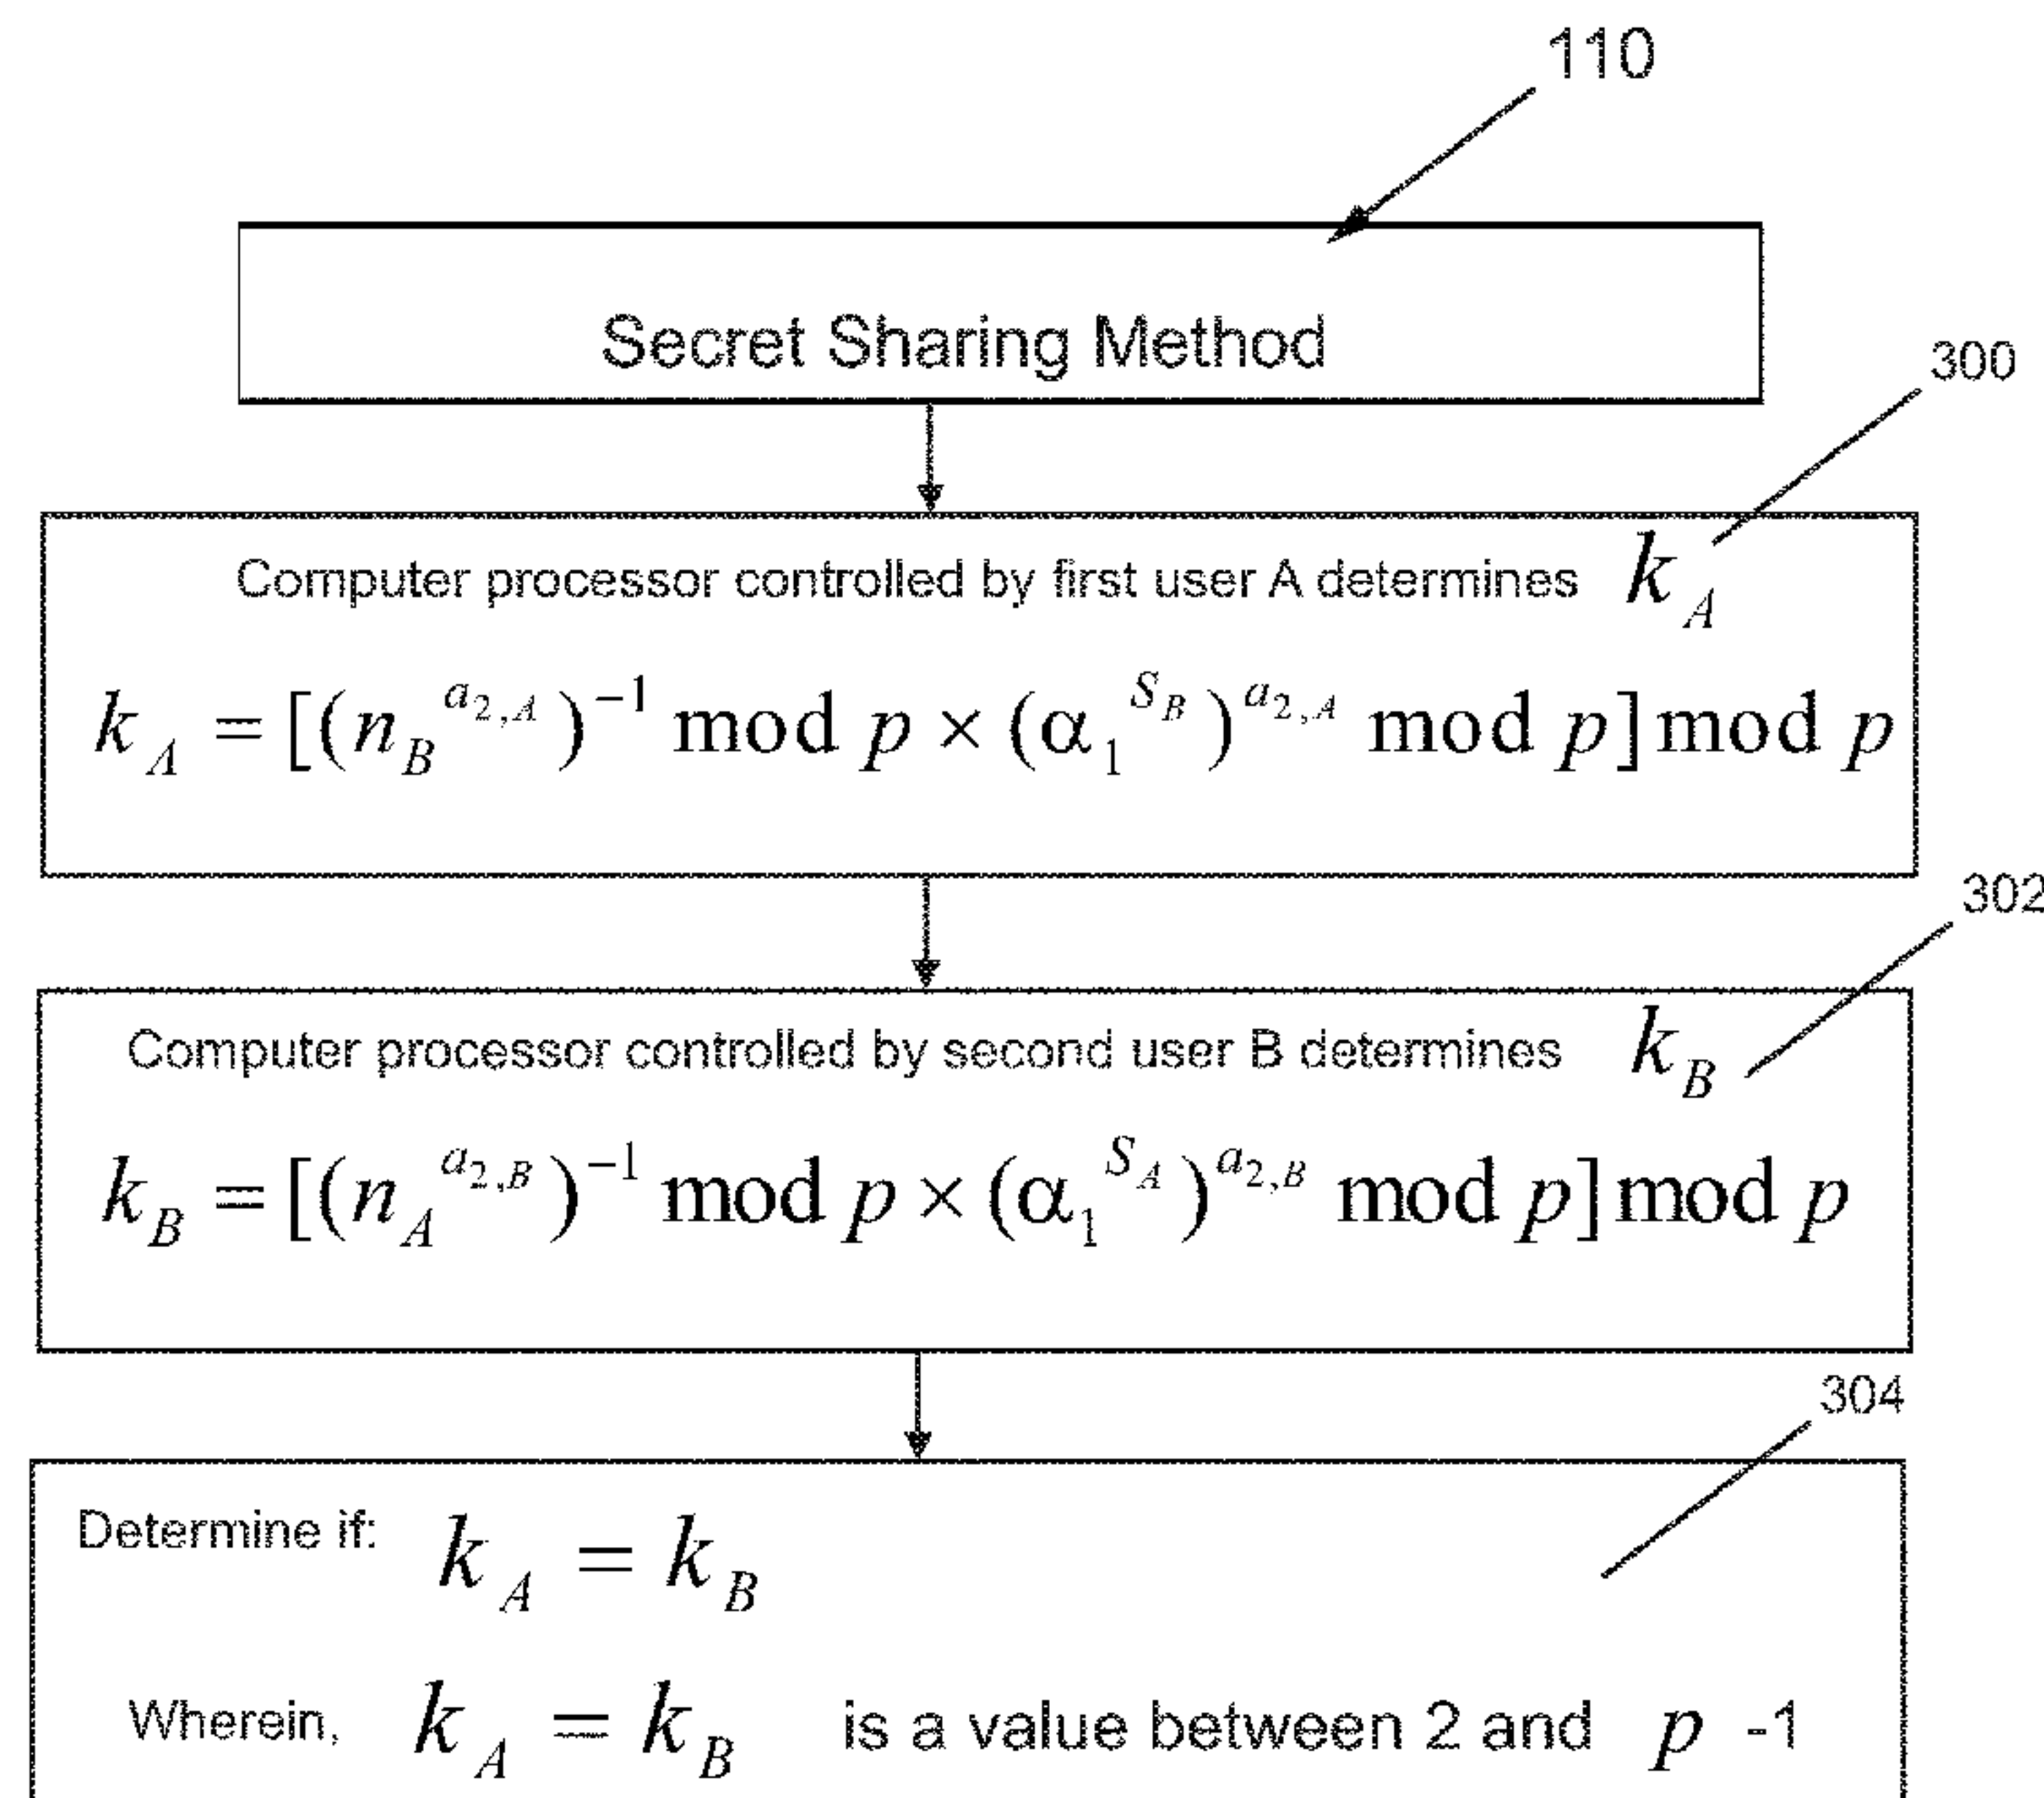 110
Secret Sharing Method
300
Computer processor controlled by first user A determines k_A
k_A = [(n_B^{a_{2,A}})^{-1} mod p × (α_1^{S_B})^{a_{2,A}} mod p] mod p
302
Computer processor controlled by second user B determines k_B
k_B = [(n_A^{a_{2,B}})^{-1} mod p × (α_1^{S_A})^{a_{2,B}} mod p] mod p
304
Determine if: k_A = k_B
Wherein, k_A = k_B is a value between 2 and p -1